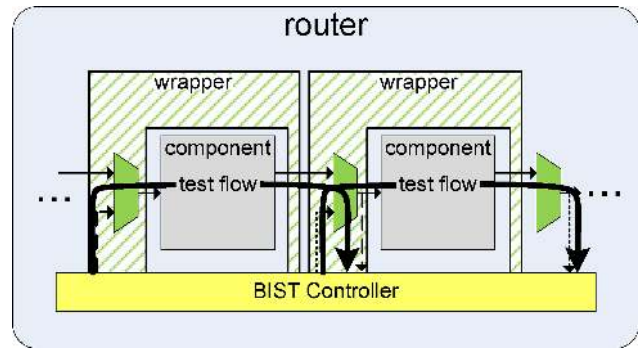 router
wrapper
wrapper
component
component
test flow
test flow
...
...
BIST Controller